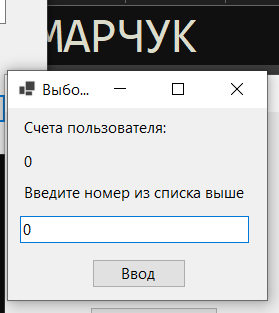 МАРЧУК
Выбо...
Счета пользователя:
0
Введите номер из списка выше
0
Ввод